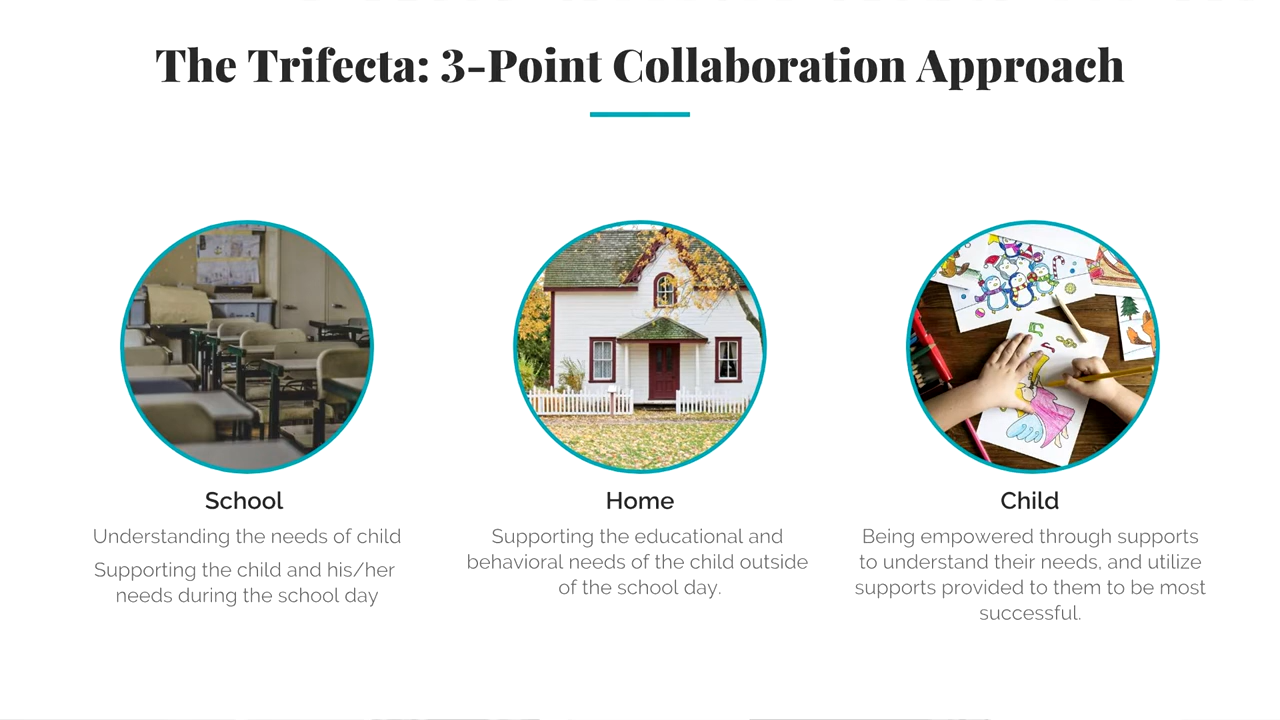 The Trifecta: 3-Point Collaboration Approach
School
Understanding the needs of child
Supporting the child and his/her
needs during the school day
Home
Supporting the educational and
behavioral needs of the child outside
of the school day.
Child
Being empowered through supports
to understand their needs, and utilize
supports provided to them to be most
successful.